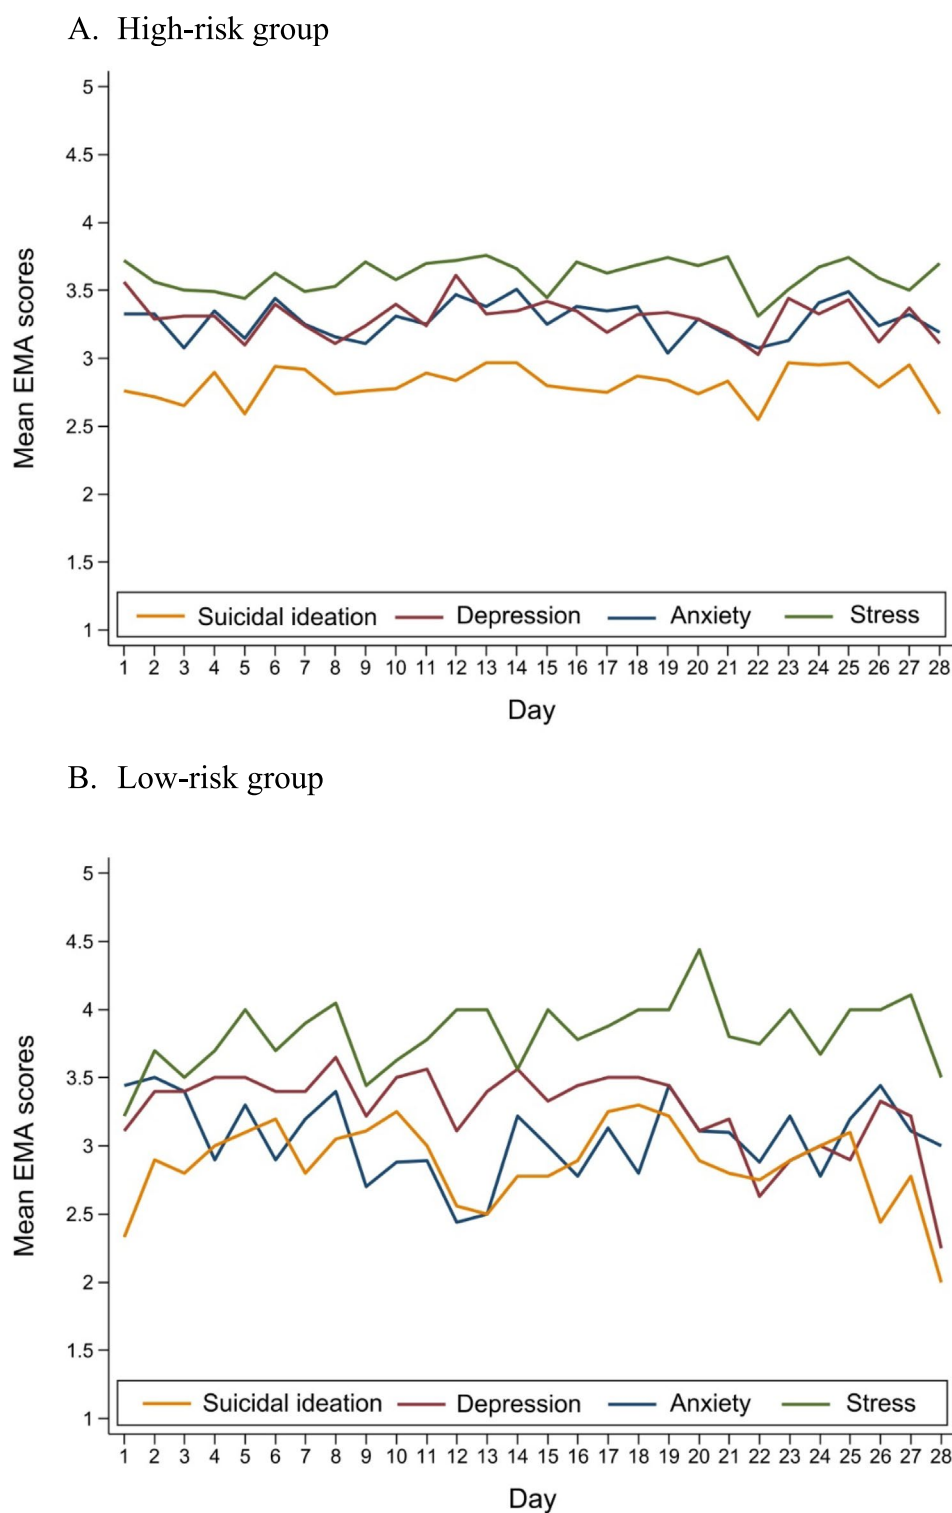 A. High-risk group
5
4.5
4
3.5
3
2.5
2
1.5
1
Mean EMA scores
Suicidal ideation Depression Anxiety Stress
1 2 3 4 5 6 7 8 9 10 11 12 13 14 15 16 17 18 19 20 21 22 23 24 25 26 27 28
Day
B. Low-risk group
5
4.5
4
3.5
3
2.5
2
1.5
1
Mean EMA scores
Suicidal ideation Depression Anxiety Stress
1 2 3 4 5 6 7 8 9 10 11 12 13 14 15 16 17 18 19 20 21 22 23 24 25 26 27 28
Day